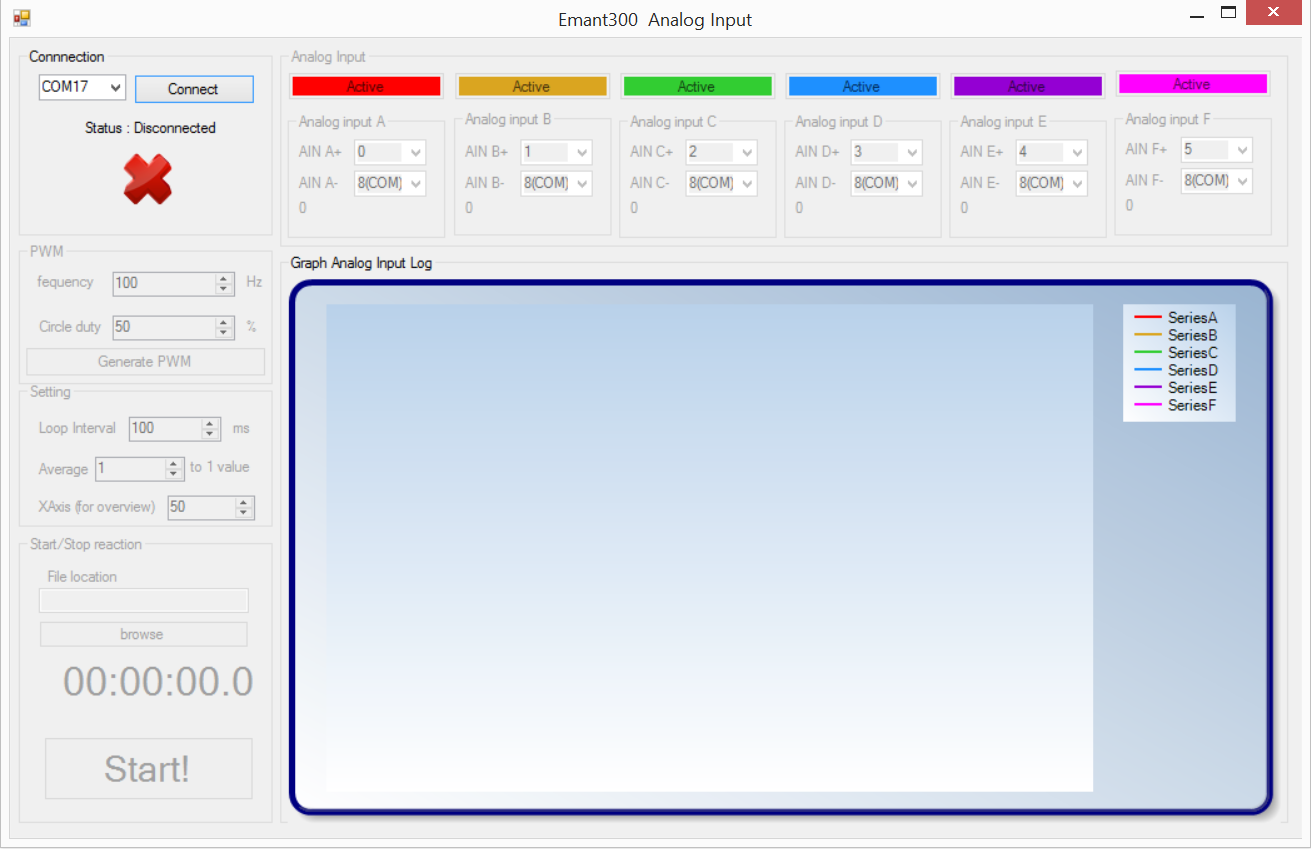 Emant300 Analog Input
Connnection
COM17
Connect
Status : Disconnected
PWM
fequency 100 Hz
Circle duty 50 %
Generate PWM
Setting
Loop Interval 100 ms
Average 1 to 1 value
XAxis (for overview) 50
Start/Stop reaction
File location
browse
00:00:00.0
Start!
Analog Input
Active Active Active Active Active Active
Analog input A Analog input B Analog input C Analog input D Analog input E Analog input F
AIN A+ 0 AIN B+ 1 AIN C+ 2 AIN D+ 3 AIN E+ 4 AIN F+ 5
AIN A- 8(COM) AIN B- 8(COM) AIN C- 8(COM) AIN D- 8(COM) AIN E- 8(COM) AIN F- 8(COM)
0 0 0 0 0 0
Graph Analog Input Log
SeriesA
SeriesB
SeriesC
SeriesD
SeriesE
SeriesF